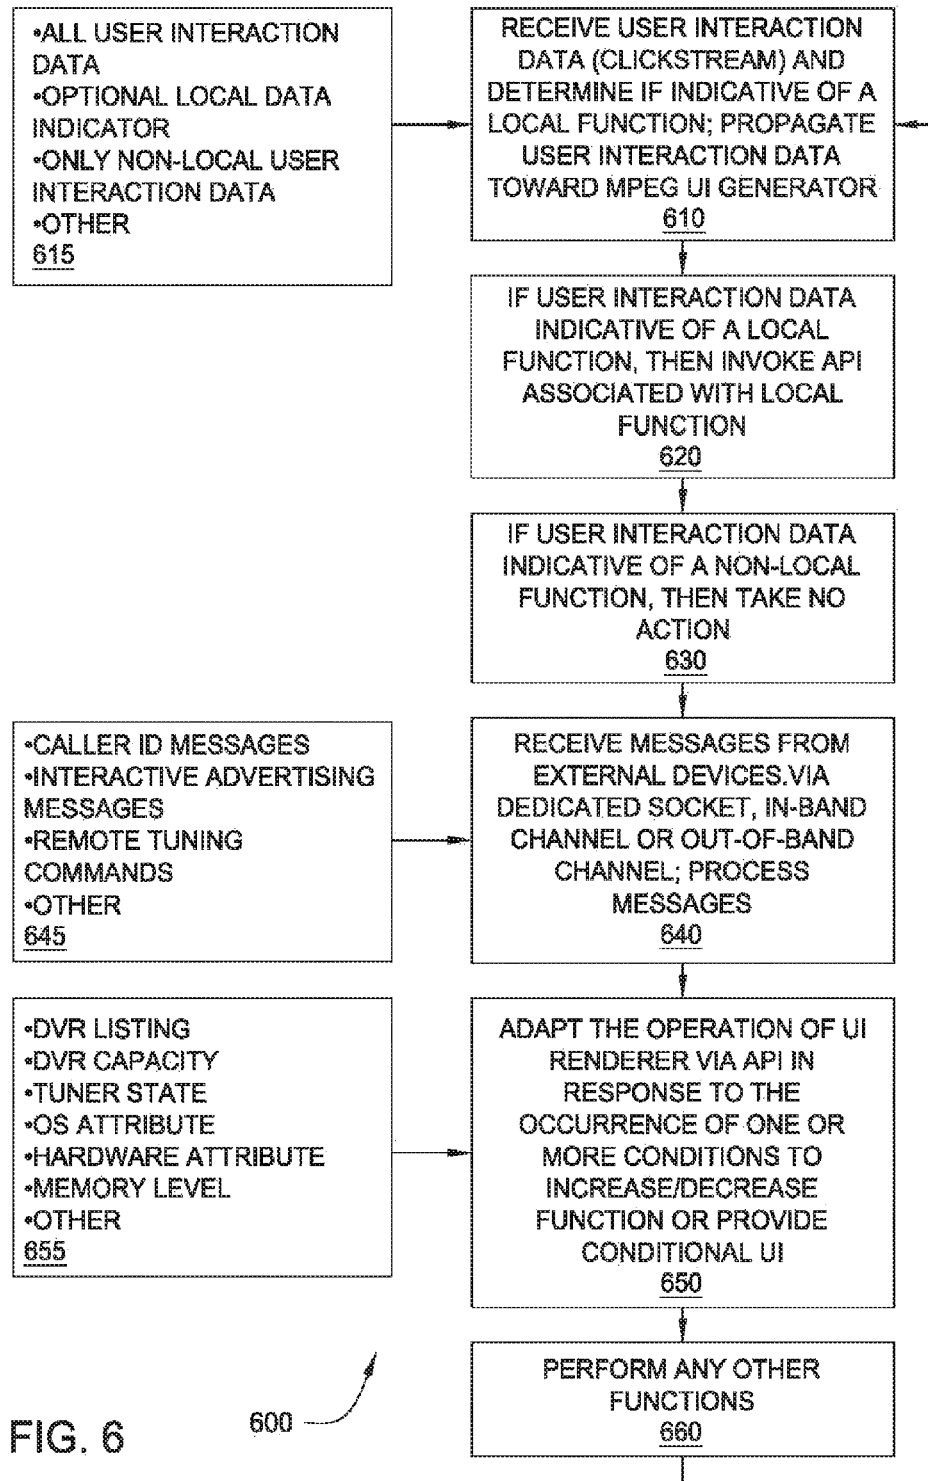 •ALL USER INTERACTION
DATA
•OPTIONAL LOCAL DATA
INDICATOR
•ONLY NON-LOCAL USER
INTERACTION DATA
•OTHER
615
RECEIVE USER INTERACTION
DATA (CLICKSTREAM) AND
DETERMINE IF INDICATIVE OF A
LOCAL FUNCTION; PROPAGATE
USER INTERACTION DATA
TOWARD MPEG UI GENERATOR
610
IF USER INTERACTION DATA
INDICATIVE OF A LOCAL
FUNCTION, THEN INVOKE API
ASSOCIATED WITH LOCAL
FUNCTION
620
IF USER INTERACTION DATA
INDICATIVE OF A NON-LOCAL
FUNCTION, THEN TAKE NO
ACTION
630
•CALLER ID MESSAGES
•INTERACTIVE ADVERTISING
MESSAGES
•REMOTE TUNING
COMMANDS
•OTHER
645
RECEIVE MESSAGES FROM
EXTERNAL DEVICES.VIA
DEDICATED SOCKET, IN-BAND
CHANNEL OR OUT-OF-BAND
CHANNEL; PROCESS
MESSAGES
640
•DVR LISTING
•DVR CAPACITY
•TUNER STATE
•OS ATTRIBUTE
•HARDWARE ATTRIBUTE
•MEMORY LEVEL
•OTHER
655
ADAPT THE OPERATION OF UI
RENDERER VIA API IN
RESPONSE TO THE
OCCURRENCE OF ONE OR
MORE CONDITIONS TO
INCREASE/DECREASE
FUNCTION OR PROVIDE
CONDITIONAL UI
650
PERFORM ANY OTHER
FUNCTIONS
660
600
FIG. 6